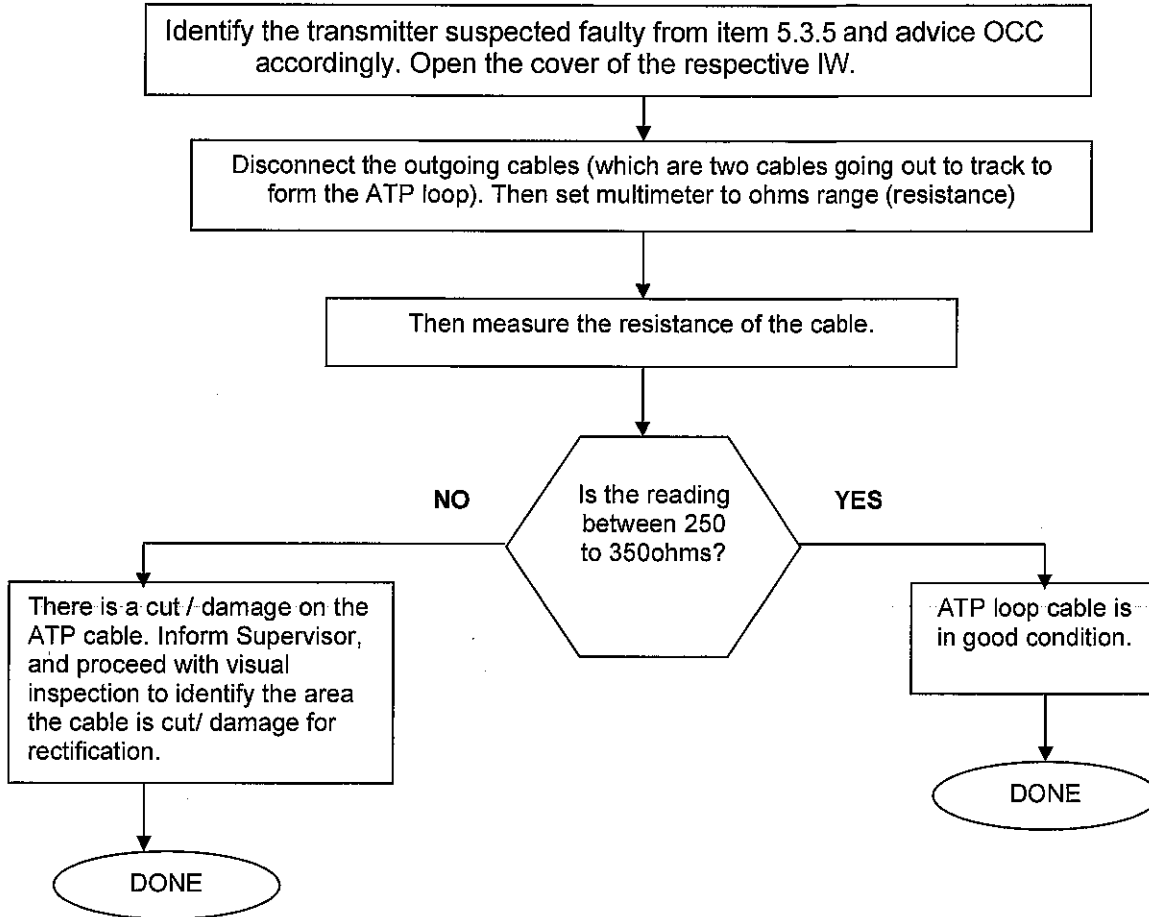 Identify the transmitter suspected faulty from item 5.3.5 and advice OCC
accordingly. Open the cover of the respective IW.
Disconnect the outgoing cables (which are two cables going out to track to
form the ATP loop). Then set multimeter to ohms range (resistance)
Then measure the resistance of the cable.
Is the reading
between 250
to 350ohms?
NO
YES
There is a cut / damage on the
ATP cable. Inform Supervisor,
and proceed with visual
inspection to identify the area
the cable is cut/ damage for
rectification.
ATP loop cable is
in good condition.
DONE
DONE